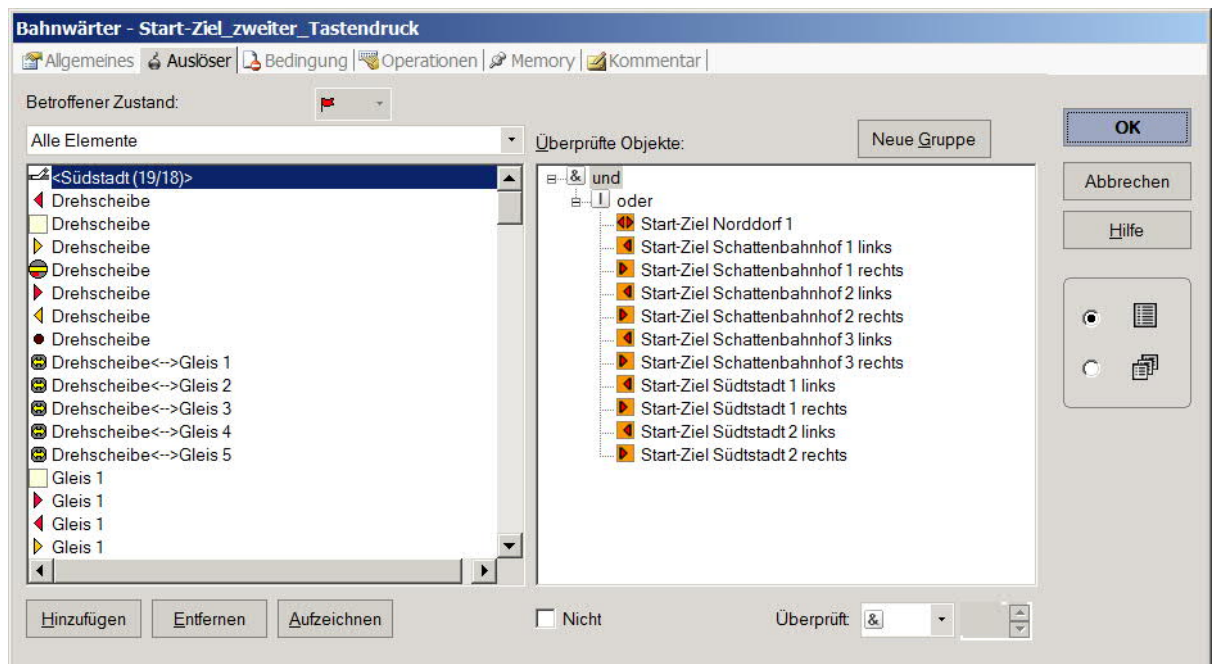 Bahnwärter - Start-Ziel_zweiter_Tastendruck
Allgemeines Auslöser Bedingung Operationen Memory Kommentar
Betroffener Zustand:
Alle Elemente
Überprüfte Objekte:
Neue Gruppe
OK
Abbrechen
Hilfe
<Südstadt (19/18)>
Drehscheibe
Drehscheibe
Drehscheibe
Drehscheibe
Drehscheibe
Drehscheibe
Drehscheibe
Drehscheibe<-->Gleis 1
Drehscheibe<-->Gleis 2
Drehscheibe<-->Gleis 3
Drehscheibe<-->Gleis 4
Drehscheibe<-->Gleis 5
Gleis 1
Gleis 1
Gleis 1
Gleis 1
& und
oder
Start-Ziel Norddorf 1
Start-Ziel Schattenbahnhof 1 links
Start-Ziel Schattenbahnhof 1 rechts
Start-Ziel Schattenbahnhof 2 links
Start-Ziel Schattenbahnhof 2 rechts
Start-Ziel Schattenbahnhof 3 links
Start-Ziel Schattenbahnhof 3 rechts
Start-Ziel Südtstadt 1 links
Start-Ziel Südtstadt 1 rechts
Start-Ziel Südtstadt 2 links
Start-Ziel Südtstadt 2 rechts
Hinzufügen
Entfernen
Aufzeichnen
Nicht
Überprüft: &